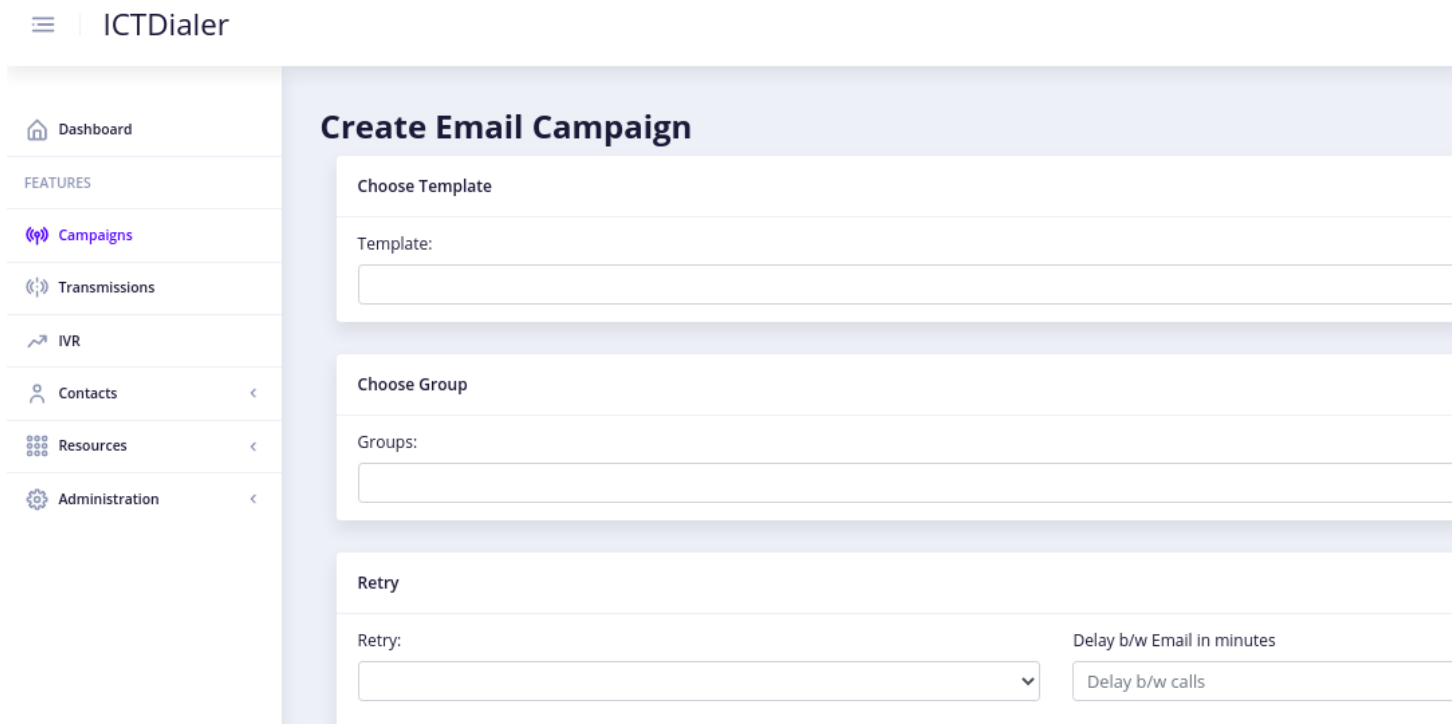 ICTDialer
Dashboard
FEATURES
Campaigns
Transmissions
IVR
Contacts
Resources
Administration
Create Email Campaign
Choose Template
Template:
Choose Group
Groups:
Retry
Retry:
Delay b/w Email in minutes
Delay b/w calls